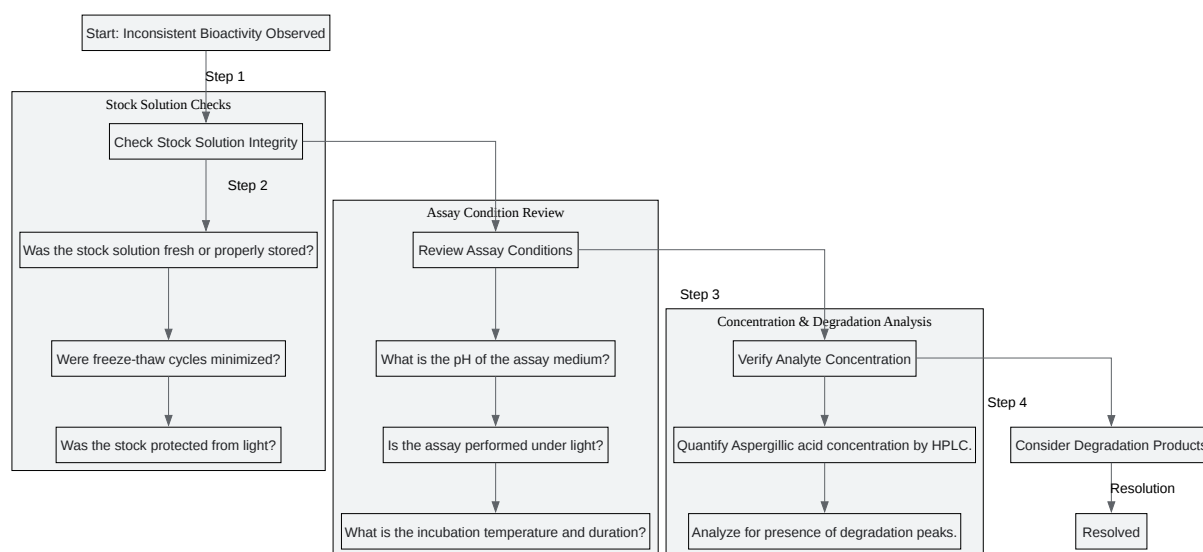 Start: Inconsistent Bioactivity Observed
Step 1
Stock Solution Checks
Check Stock Solution Integrity
Step 2
Was the stock solution fresh or properly stored?
Were freeze-thaw cycles minimized?
Was the stock protected from light?
Assay Condition Review
Review Assay Conditions
Step 3
What is the pH of the assay medium?
Is the assay performed under light?
What is the incubation temperature and duration?
Concentration & Degradation Analysis
Verify Analyte Concentration
Step 4
Quantify Aspergillic acid concentration by HPLC.
Analyze for presence of degradation peaks.
Consider Degradation Products
Resolution
Resolved